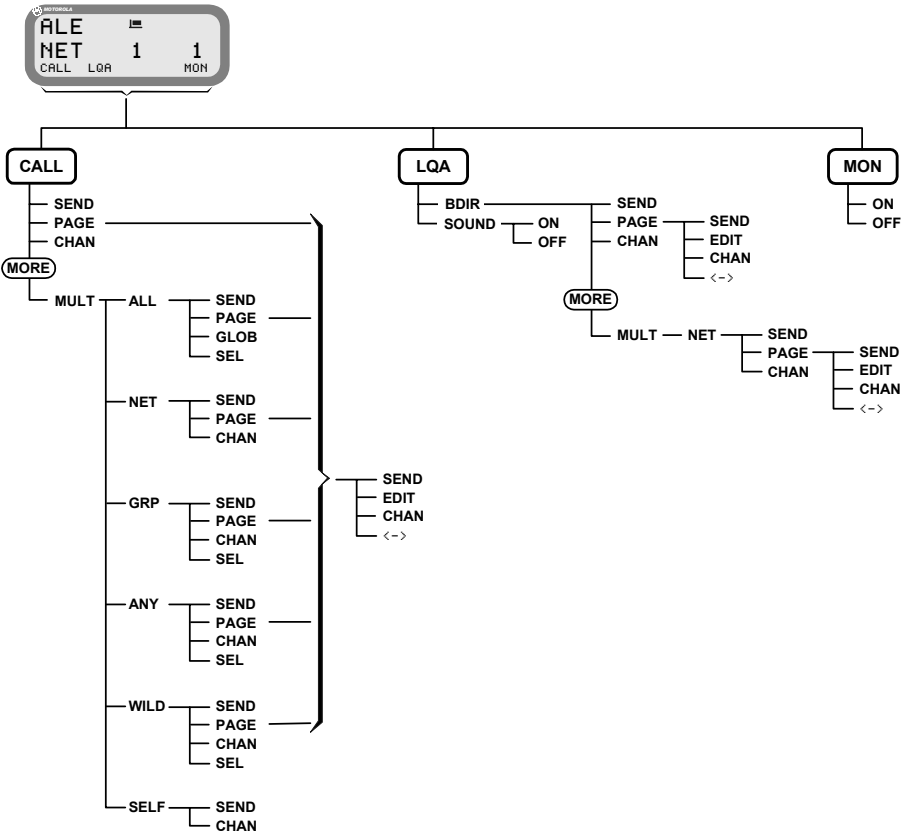 MOTOROLA
ALE
NET 1 1
CALL LQA MON
CALL
SEND
PAGE
CHAN
MORE
MULT
ALL
SEND
PAGE
GLOB
SEL
NET
SEND
PAGE
CHAN
GRP
SEND
PAGE
CHAN
SEL
ANY
SEND
PAGE
CHAN
SEL
WILD
SEND
PAGE
CHAN
SEL
SELF
SEND
CHAN
SEND
EDIT
CHAN
<->
LQA
BDIR
SOUND
ON
OFF
SEND
PAGE
CHAN
SEND
EDIT
CHAN
<->
MORE
MULT
NET
SEND
PAGE
CHAN
SEND
EDIT
CHAN
<->
MON
ON
OFF